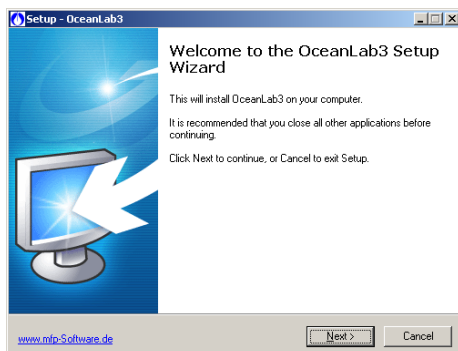 Setup - OceanLab3
Welcome to the OceanLab3 Setup
Wizard
This will install OceanLab3 on your computer.
It is recommended that you close all other applications before
continuing.
Click Next to continue, or Cancel to exit Setup.
www.mfp-Software.de
Next >
Cancel